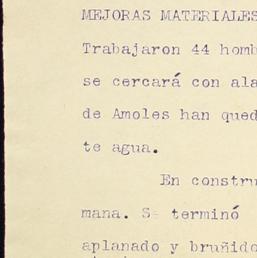 MEJORAS MATERIALES
Trabajaron 44 homb
se cercará con ala
de Amoles han qued
te agua.
En constru
mana. Se terminó
aplanado y bruñido